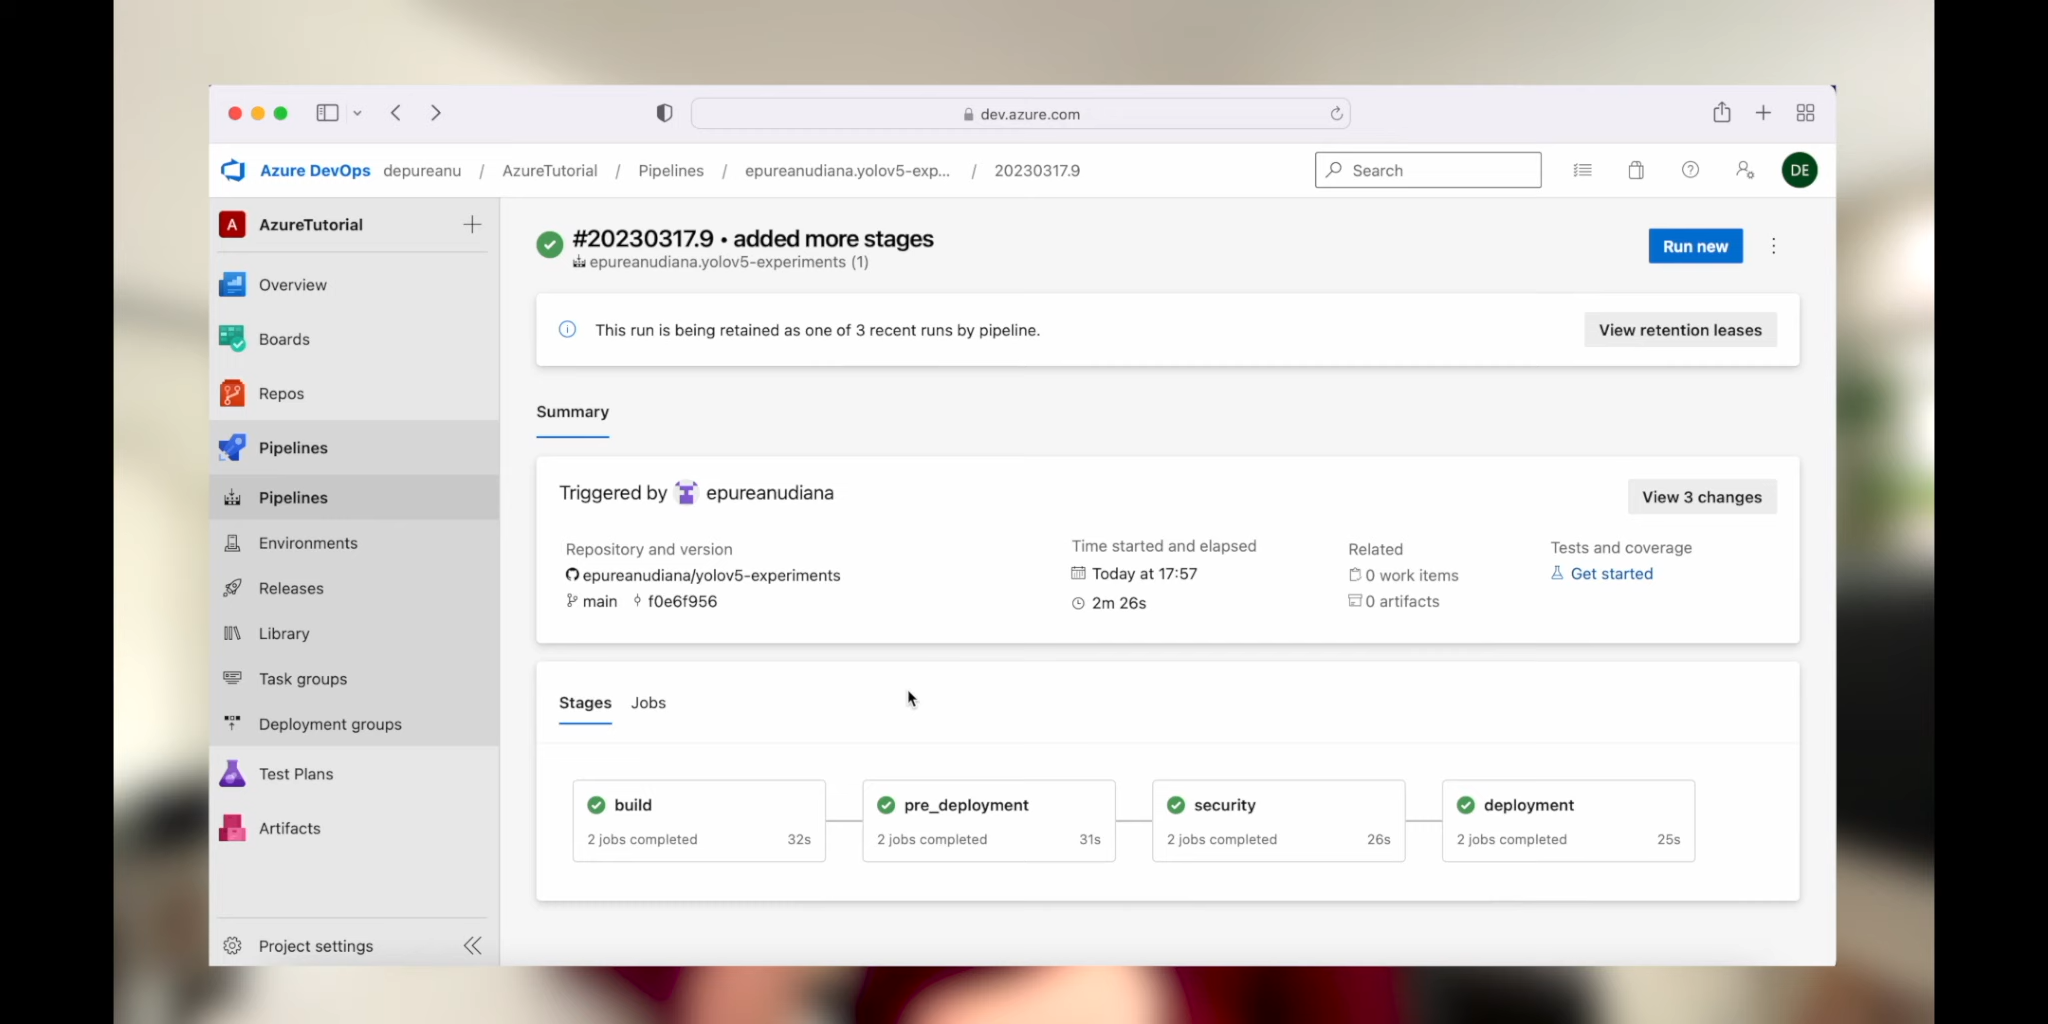 dev.azure.com
Azure DevOps depureanu / AzureTutorial / Pipelines / epureanudiana.yolov5-exp... / 20230317.9
Search
DE
A AzureTutorial
Overview
Boards
Repos
Pipelines
Pipelines
Environments
Releases
Library
Task groups
Deployment groups
Test Plans
Artifacts
Project settings
#20230317.9 • added more stages
epureanudiana.yolov5-experiments (1)
Run new
This run is being retained as one of 3 recent runs by pipeline.
View retention leases
Summary
Triggered by epureanudiana
View 3 changes
Repository and version
epureanudiana/yolov5-experiments
main f0e6f956
Time started and elapsed
Today at 17:57
2m 26s
Related
0 work items
0 artifacts
Tests and coverage
Get started
Stages Jobs
build
2 jobs completed 32s
pre_deployment
2 jobs completed 31s
security
2 jobs completed 26s
deployment
2 jobs completed 25s